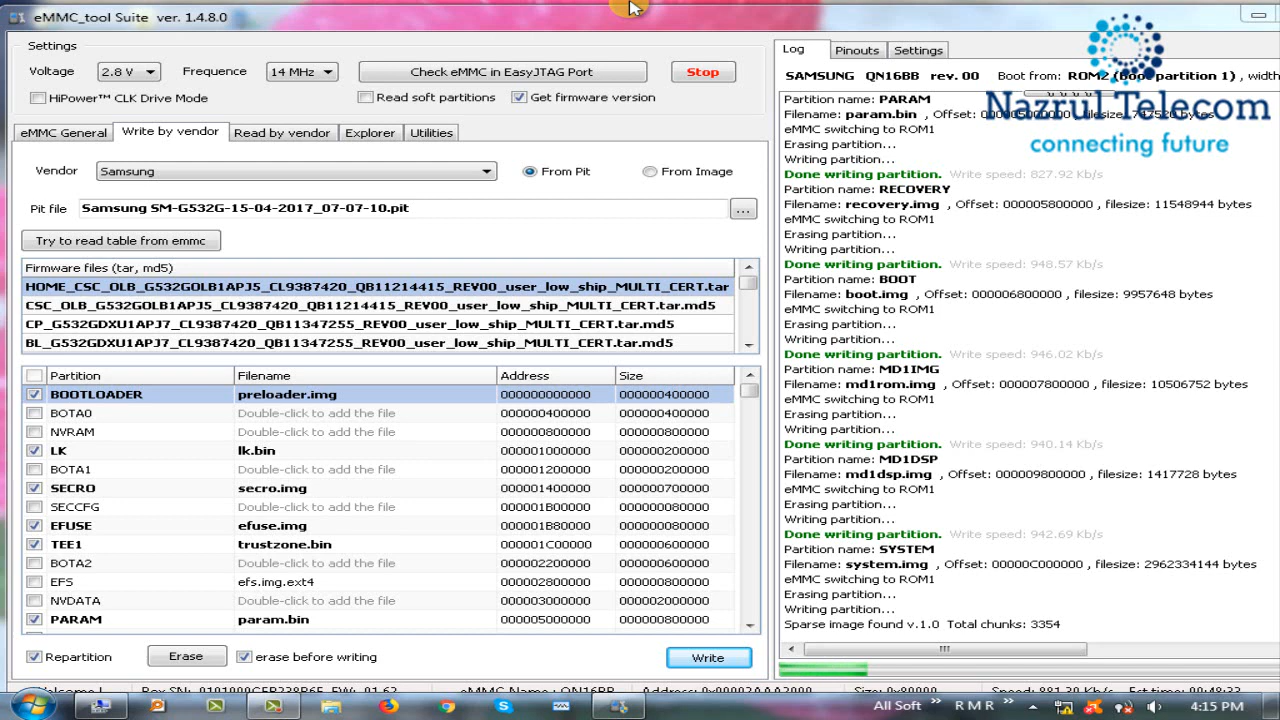 eMMC_tool Suite ver. 1.4.8.0
Settings
Voltage 2.8 V Frequency 14 MHz Check eMMC in EasyJTAG Port Stop
HiPower™ CLK Drive Mode Read soft partitions Get firmware version
eMMC General Write by vendor Read by vendor Explorer Utilities
Vendor Samsung From Pit From Image
Pit file Samsung SM-G532G-15-04-2017_07-07-10.pit ...
Try to read table from emmc
Firmware files (tar, md5)
HOME_CSC_OLB_G532GOLB1APJ5_CL9387420_QB11214415_REV00_user_low_ship_MULTI_CERT.tar
CSC_OLB_G532GOLB1APJ5_CL9387420_QB11214415_REV00_user_low_ship_MULTI_CERT.tar.md5
CP_G532GDXU1APJ7_CL9387420_QB11347255_REV00_user_low_ship_MULTI_CERT.tar.md5
BL_G532GDXU1APJ7_CL9387420_QB11347255_REV00_user_low_ship_MULTI_CERT.tar.md5
Partition Filename Address Size
BOOTLOADER preloader.img 000000000000 000000400000
BOTA0 Double-click to add the file 000000400000 000000400000
NVRAM Double-click to add the file 000000800000 000000800000
LK lk.bin 000001000000 000000200000
BOTA1 Double-click to add the file 000001200000 000000200000
SECRO secro.img 000001400000 000000700000
SECCFG Double-click to add the file 000001B00000 000000080000
EFUSE efuse.img 000001B80000 000000080000
TEE1 trustzone.bin 000001C00000 000000600000
BOTA2 Double-click to add the file 000002200000 000000600000
EFS efs.img.ext4 000002800000 000000800000
NVDATA Double-click to add the file 000003000000 000002000000
PARAM param.bin 000005000000 000000800000
Repartition Erase erase before writing Write
Log Pinouts Settings
SAMSUNG QN16BB rev. 00 Boot from: ROM2 (Boot partition 1) , width
Nazrul Telecom
connecting future
Partition name: PARAM
Filename: param.bin , Offset: 000005000000 , filesize: 747520 bytes
eMMC switching to ROM1
Erasing partition...
Writing partition...
Done writing partition. Write speed: 827.92 Kb/s
Partition name: RECOVERY
Filename: recovery.img , Offset: 000005800000 , filesize: 11548944 bytes
eMMC switching to ROM1
Erasing partition...
Writing partition...
Done writing partition. Write speed: 948.57 Kb/s
Partition name: BOOT
Filename: boot.img , Offset: 000006800000 , filesize: 9957648 bytes
eMMC switching to ROM1
Erasing partition...
Writing partition...
Done writing partition. Write speed: 946.02 Kb/s
Partition name: MD1IMG
Filename: md1rom.img , Offset: 000007800000 , filesize: 10506752 bytes
eMMC switching to ROM1
Erasing partition...
Writing partition...
Done writing partition. Write speed: 940.14 Kb/s
Partition name: MD1DSP
Filename: md1dsp.img , Offset: 000009800000 , filesize: 1417728 bytes
eMMC switching to ROM1
Erasing partition...
Writing partition...
Done writing partition. Write speed: 942.69 Kb/s
Partition name: SYSTEM
Filename: system.img , Offset: 00000C000000 , filesize: 2962334144 bytes
eMMC switching to ROM1
Erasing partition...
Writing partition...
Sparse image found v.1.0 Total chunks: 3354
All Soft » R M R » 4:15 PM